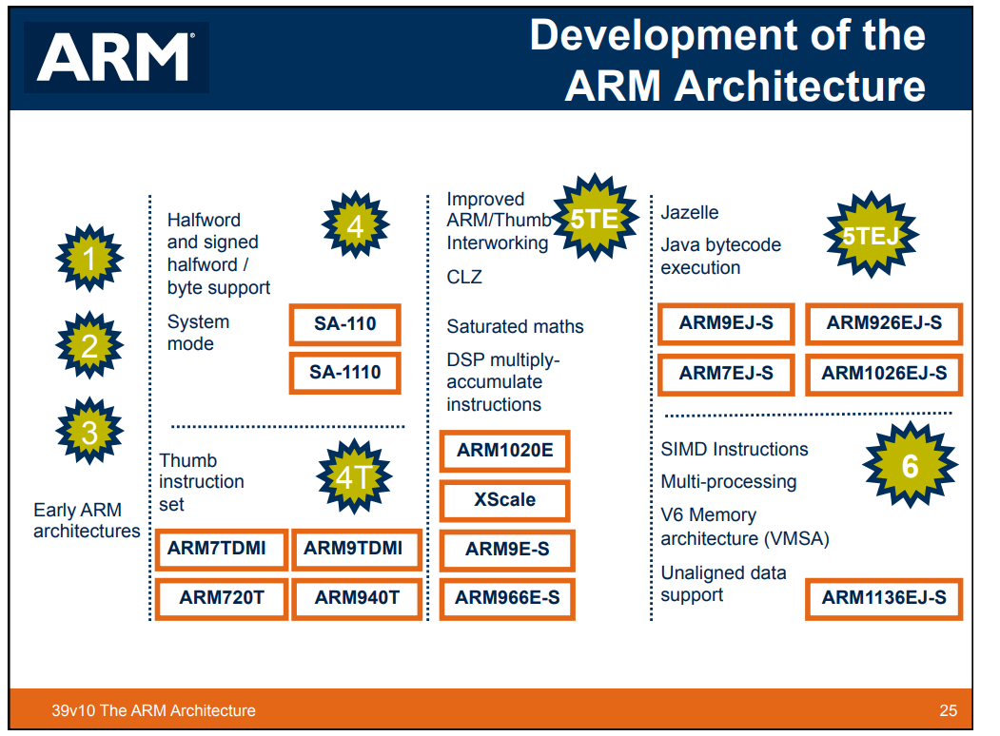 ARM®
Development of the
ARM Architecture
1
2
3
Early ARM
architectures
Halfword
and signed
halfword /
byte support
System
mode
4
SA-110
SA-1110
Thumb
instruction
set
4T
ARM7TDMI
ARM9TDMI
ARM720T
ARM940T
Improved
ARM/Thumb
Interworking
CLZ
5TE
Saturated maths
DSP multiply-
accumulate
instructions
ARM1020E
XScale
ARM9E-S
ARM966E-S
Jazelle
Java bytecode
execution
5TEJ
ARM9EJ-S
ARM926EJ-S
ARM7EJ-S
ARM1026EJ-S
SIMD Instructions
Multi-processing
V6 Memory
architecture (VMSA)
Unaligned data
support
6
ARM1136EJ-S
39v10 The ARM Architecture
25